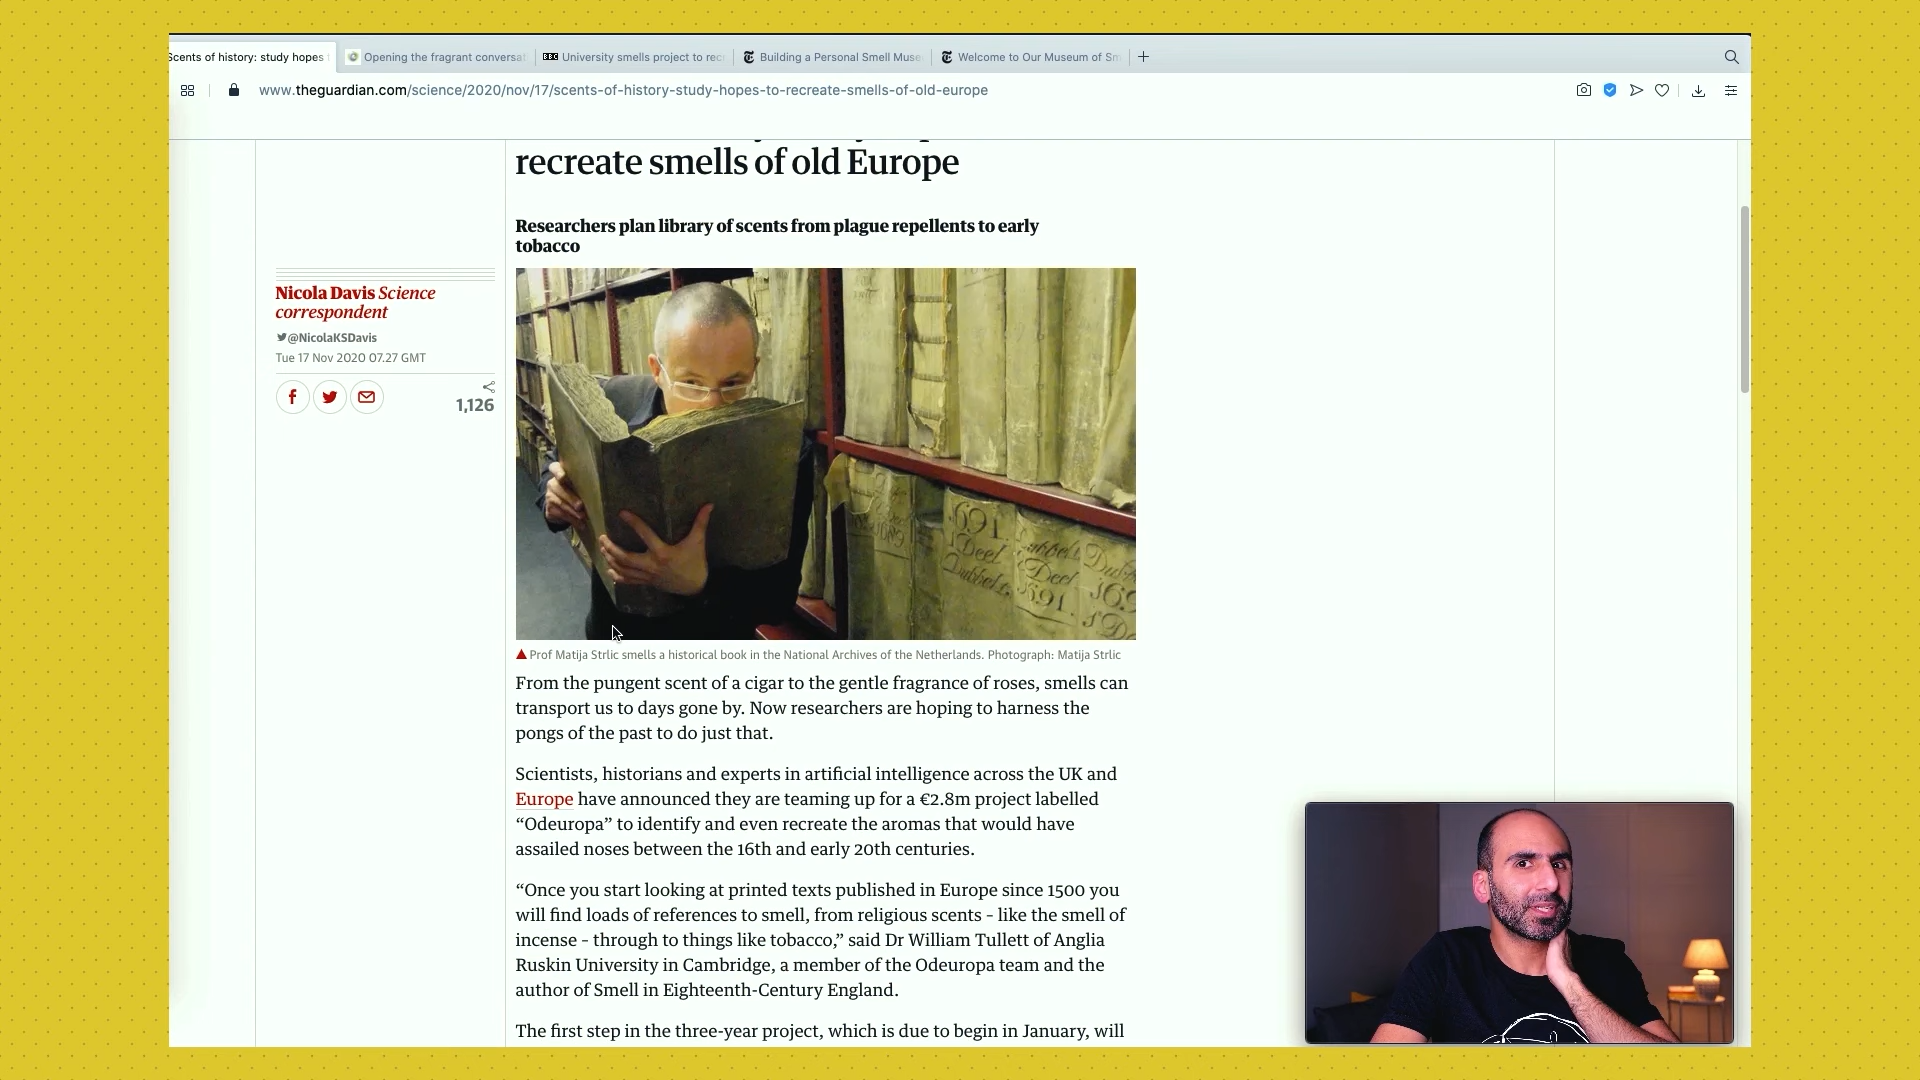 Scents of history: study hopes
Opening the fragrant conversat
BBC
University smells project to rec
Building a Personal Smell Muse
Welcome to Our Museum of Sm
www.theguardian.com/science/2020/nov/17/scents-of-history-study-hopes-to-recreate-smells-of-old-europe
recreate smells of old Europe
Researchers plan library of scents from plague repellents to early
tobacco
Nicola Davis Science
correspondent
@NicolaKSDavis
Tue 17 Nov 2020 07.27 GMT
1,126
1691.
Deel
Dubbelt.
Deel
1691.
Prof Matija Strlic smells a historical book in the National Archives of the Netherlands. Photograph: Matija Strlic
From the pungent scent of a cigar to the gentle fragrance of roses, smells can
transport us to days gone by. Now researchers are hoping to harness the
pongs of the past to do just that.
Scientists, historians and experts in artificial intelligence across the UK and
Europe have announced they are teaming up for a €2.8m project labelled
“Odeuropa” to identify and even recreate the aromas that would have
assailed noses between the 16th and early 20th centuries.
“Once you start looking at printed texts published in Europe since 1500 you
will find loads of references to smell, from religious scents – like the smell of
incense – through to things like tobacco,” said Dr William Tullett of Anglia
Ruskin University in Cambridge, a member of the Odeuropa team and the
author of Smell in Eighteenth-Century England.
The first step in the three-year project, which is due to begin in January, will